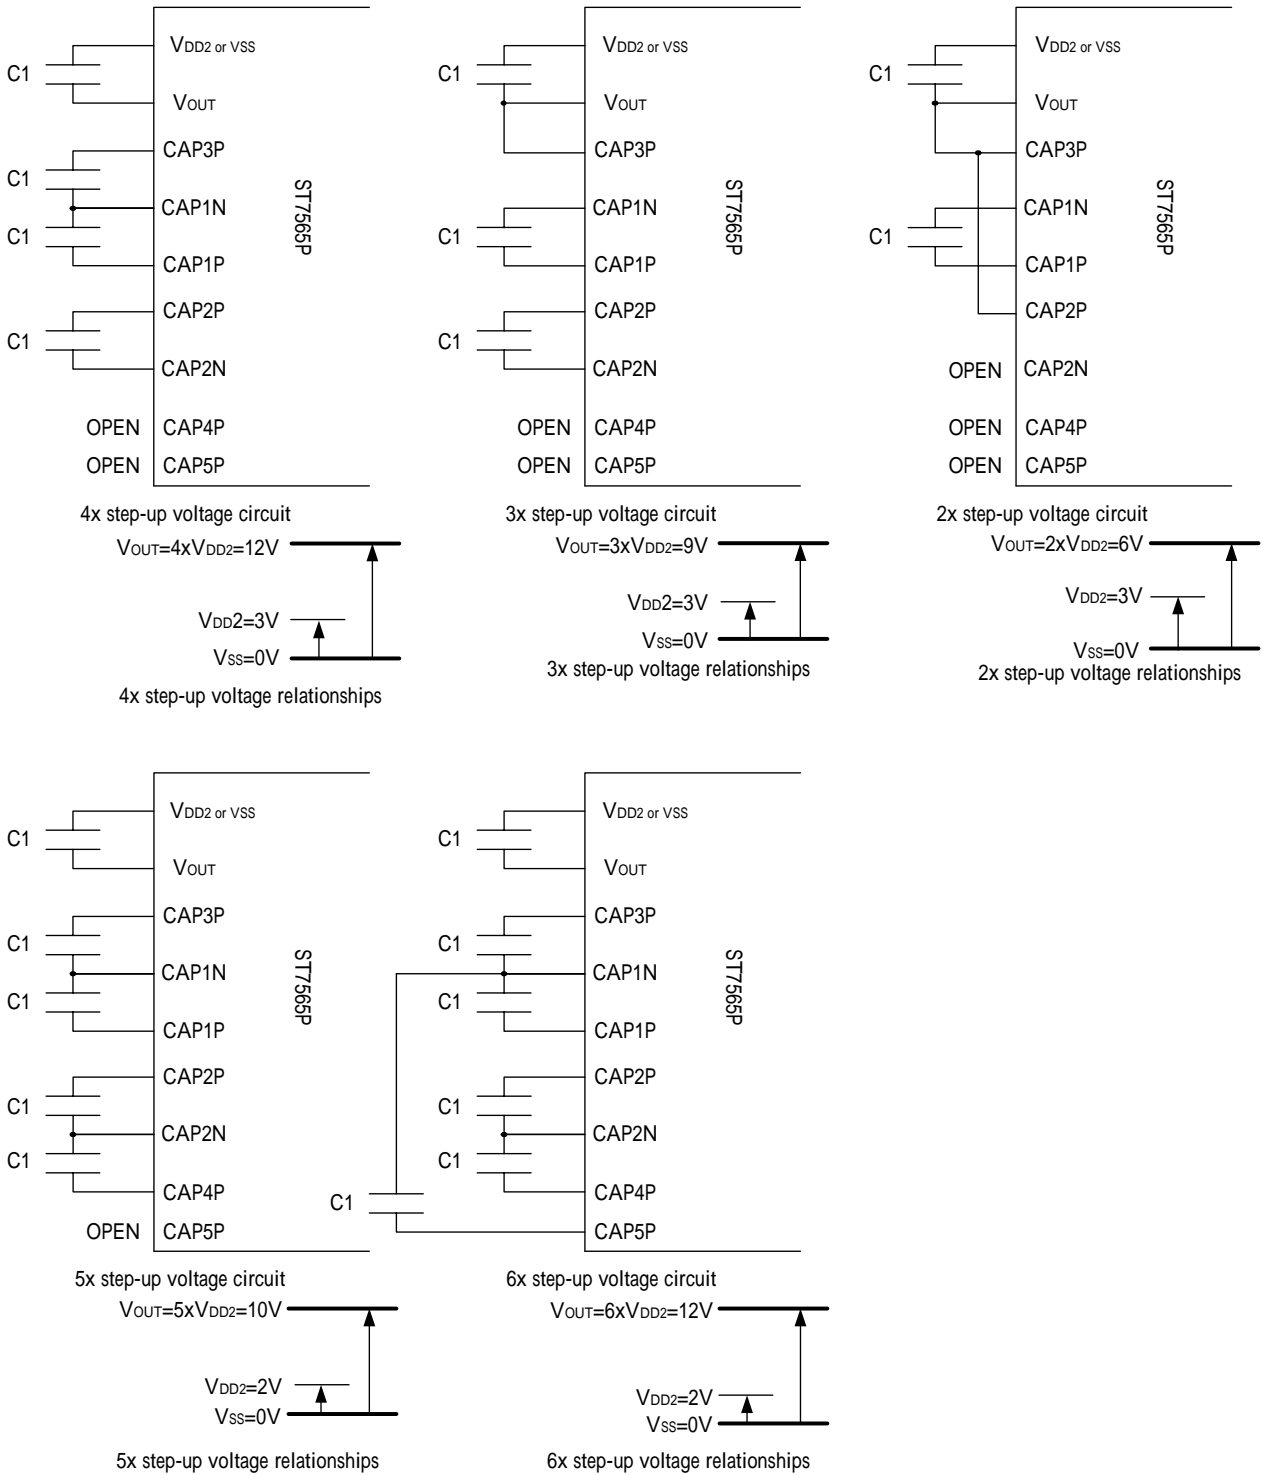 VDD2 or VSS
C1
VOUT
CAP3P
C1
CAP1N
C1
CAP1P
CAP2P
C1
CAP2N
OPEN CAP4P
OPEN CAP5P
ST7565P
4x step-up voltage circuit
VOUT=4xVDD2=12V
VDD2=3V
VSS=0V
4x step-up voltage relationships
VDD2 or VSS
C1
VOUT
CAP3P
CAP1N
C1
CAP1P
CAP2P
C1
CAP2N
OPEN CAP4P
OPEN CAP5P
ST7565P
3x step-up voltage circuit
VOUT=3xVDD2=9V
VDD2=3V
VSS=0V
3x step-up voltage relationships
VDD2 or VSS
C1
VOUT
CAP3P
CAP1N
C1
CAP1P
CAP2P
OPEN CAP2N
OPEN CAP4P
OPEN CAP5P
ST7565P
2x step-up voltage circuit
VOUT=2xVDD2=6V
VDD2=3V
VSS=0V
2x step-up voltage relationships
VDD2 or VSS
C1
VOUT
CAP3P
C1
CAP1N
C1
CAP1P
CAP2P
C1
CAP2N
C1
CAP4P
OPEN CAP5P
ST7565P
5x step-up voltage circuit
VOUT=5xVDD2=10V
VDD2=2V
VSS=0V
5x step-up voltage relationships
VDD2 or VSS
C1
VOUT
CAP3P
C1
CAP1N
C1
CAP1P
CAP2P
C1
CAP2N
C1
CAP4P
C1
CAP5P
ST7565P
6x step-up voltage circuit
VOUT=6xVDD2=12V
VDD2=2V
VSS=0V
6x step-up voltage relationships